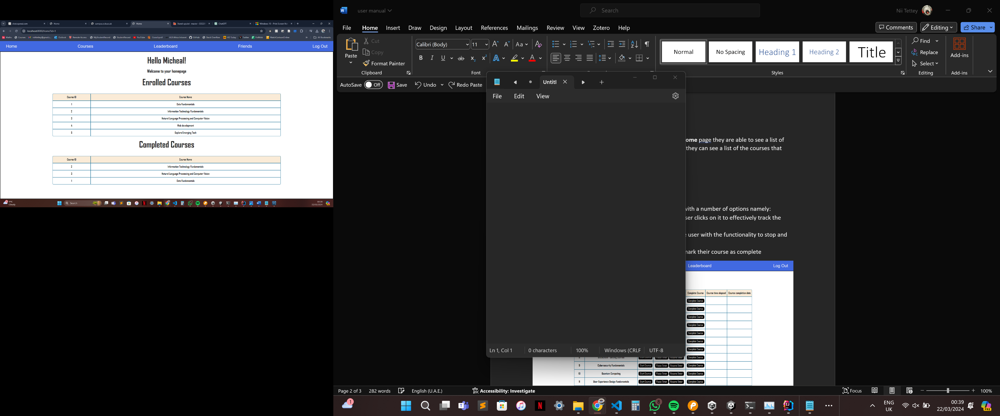 chat.openai.com
Home
campus.cs.le.ac.uk
Home
Stand-ups.txt · master · CO220
ChatGPT
Windows 10 - Print Screen Not
localhost:8080/home?id=1
Maths Courses Outlook Remote Access MyStudentRecord StudentRecord YouTube Crunchyroll ALX Africa Intranet GitHub Stack Overflow HD Today Twitter FotMob WatchCartoonOnline All Bookmarks
Home Courses Leaderboard Friends Log Out
Hello Micheal!
Welcome to your homepage
Enrolled Courses
Course ID Course Name
1 Data Fundamentals
2 Information Technology Fundamentals
3 Natural Language Processing and Computer Vision
4 Web development
5 Explore Emerging Tech
Completed Courses
Course ID Course Name
2 Information Technology Fundamentals
3 Natural Language Processing and Computer Vision
1 Data Fundamentals
11°C
Cloudy
Search
00:39
22/03/2024
user manual
Search
Nii Tettey
File Home Insert Draw Design Layout References Mailings Review View Zotero Help
Comments Editing Share
Paste
Cut
Copy
Format Painter
Clipboard
Calibri (Body) 11
Font
Normal
No Spacing
Heading 1
Heading 2
Title
Styles
Find
Replace
Select
Editing
Add-ins
Add-ins
AutoSave Off Save Undo Redo Paste
Untitl
File Edit View
Ln 1, Col 1 0 characters 100% Windows (CRLF UTF-8
ome page they are able to see a list of
they can see a list of the courses that
with a number of options namely:
ser clicks on it to effectively track the
user with the functionality to stop and
mark their course as complete
Leaderboard Log Out
Complete Course Course time elapsed Course completion date
Complete Course
Complete Course
Complete Course
Complete Course
Complete Course
Complete Course
Complete Course
Complete Course
9 Cybersecurity Fundamentals Start Course Pause Timer Resume Timer Complete Course
10 Quantum Computing Start Course Pause Timer Resume Timer Complete Course
11 User Experience Design Fundamentals Start Course Pause Timer Resume Timer Complete Course
Page 2 of 3 282 words English (U.A.E.) Accessibility: Investigate Focus 100%
1
8
ENG
UK
00:39
22/03/2024
PRE